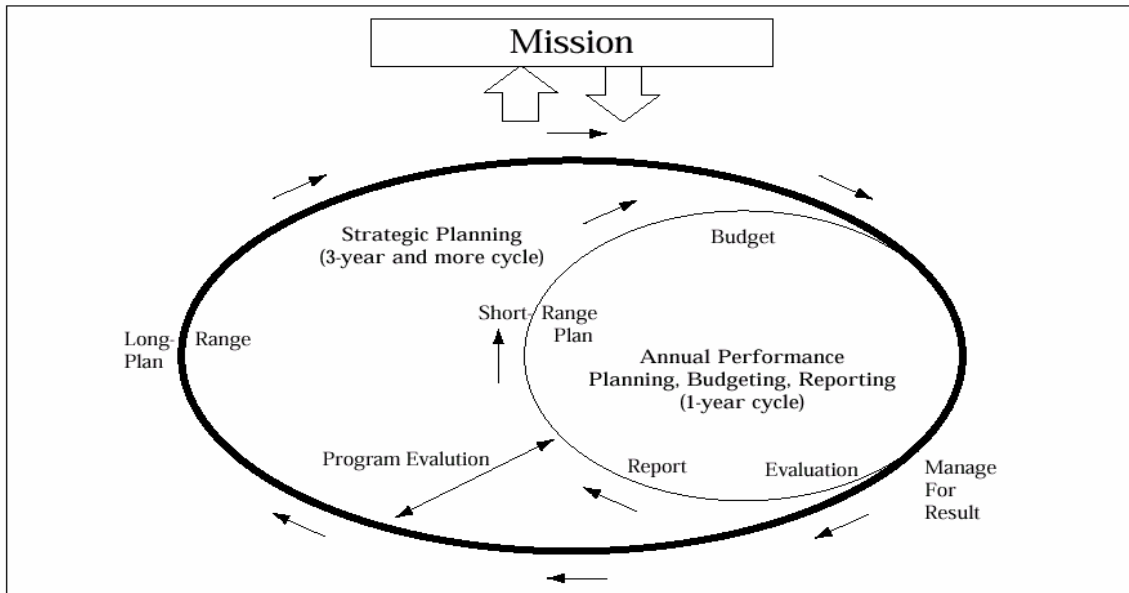 Mission
Strategic Planning
(3-year and more cycle)
Budget
Short- Range
Plan
Long- Range
Plan
Annual Performance
Planning, Budgeting, Reporting
(1-year cycle)
Program Evalution
Report
Evaluation
Manage
For
Result